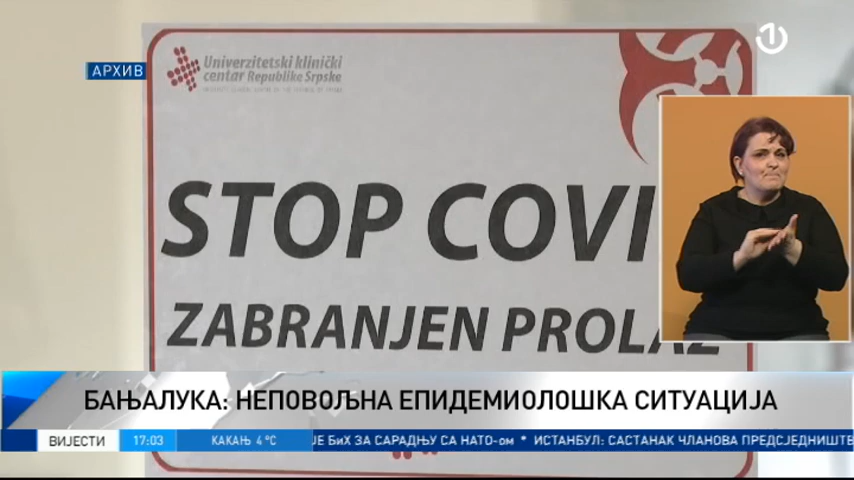 АРХИВ
Univerzitetski klinički
centar Republike Srpske
STOP COVI
ZABRANJEN PROLAZ
БАЊАЛУКА: НЕПОВОЉНА ЕПИДЕМИОЛОШКА СИТУАЦИЈА
ВИЈЕСТИ 17:03 КАКАЊ 4°C ЈЕ БиХ ЗА САРАДЊУ СА НАТО-ом * ИСТАНБУЛ: САСТАНАК ЧЛАНОВА ПРЕДСЈЕДНИШТВ